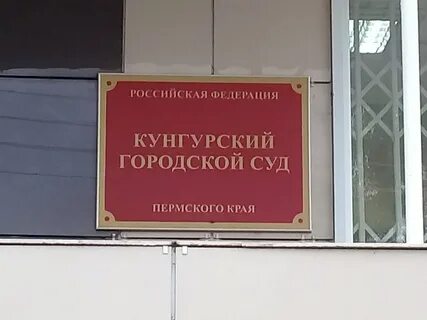 РОССИЙСКАЯ ФЕДЕРАЦИЯ
КУНГУРСКИЙ
ГОРОДСКОЙ СУД
ПЕРМСКОГО КРАЯ